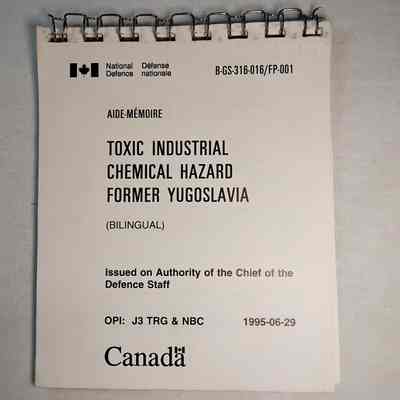 National Défense
Defence nationale
B-GS-316-016/FP-001
AIDE-MÉMOIRE
TOXIC INDUSTRIAL
CHEMICAL HAZARD
FORMER YUGOSLAVIA
(BILINGUAL)
Issued on Authority of the Chief of the
Defence Staff
OPI: J3 TRG & NBC 1995-06-29
Canada